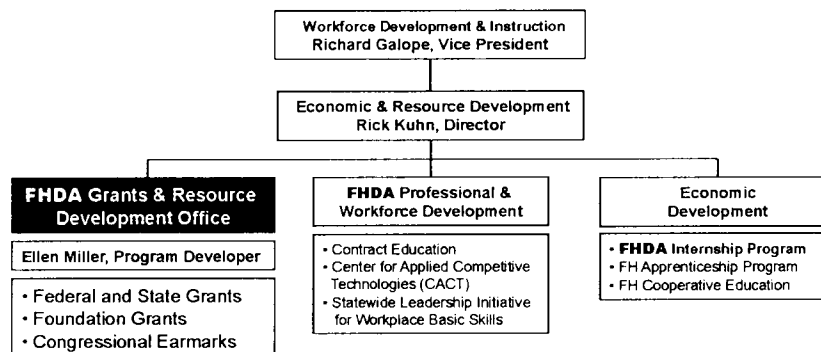 Workforce Development & Instruction
Richard Galope, Vice President
Economic & Resource Development
Rick Kuhn, Director
FHDA Grants & Resource
Development Office
Ellen Miller, Program Developer
• Federal and State Grants
• Foundation Grants
• Congressional Earmarks
FHDA Professional &
Workforce Development
• Contract Education
• Center for Applied Competitive
Technologies (CACT)
• Statewide Leadership Initiative
for Workplace Basic Skills
Economic
Development
• FHDA Internship Program
• FH Apprenticeship Program
• FH Cooperative Education